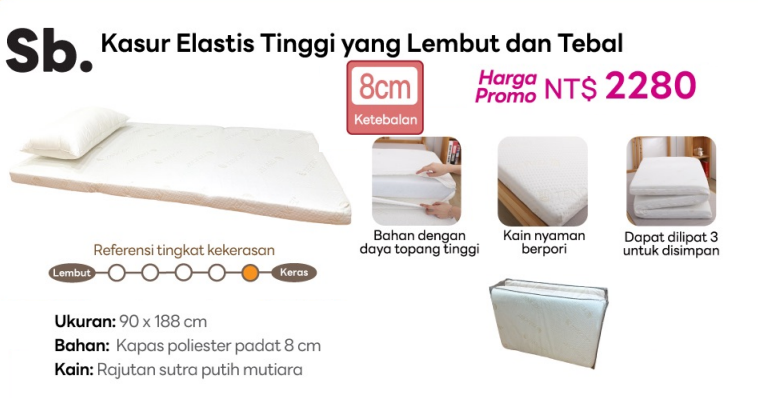 Sb.
Kasur Elastis Tinggi yang Lembut dan Tebal
8cm
Ketebalan
Harga
Promo NT$ 2280
Bahan dengan
daya topang tinggi
Kain nyaman
berpori
Dapat dilipat 3
untuk disimpan
Referensi tingkat kekerasan
Lembut
Keras
Ukuran: 90 x 188 cm
Bahan: Kapas poliester padat 8 cm
Kain: Rajutan sutra putih mutiara